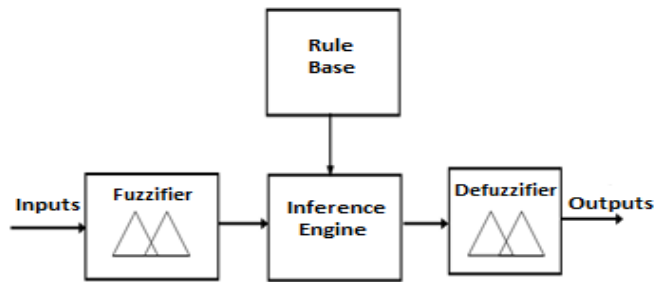 Rule
Base
Inputs
Fuzzifier
Inference
Engine
Defuzzifier
Outputs